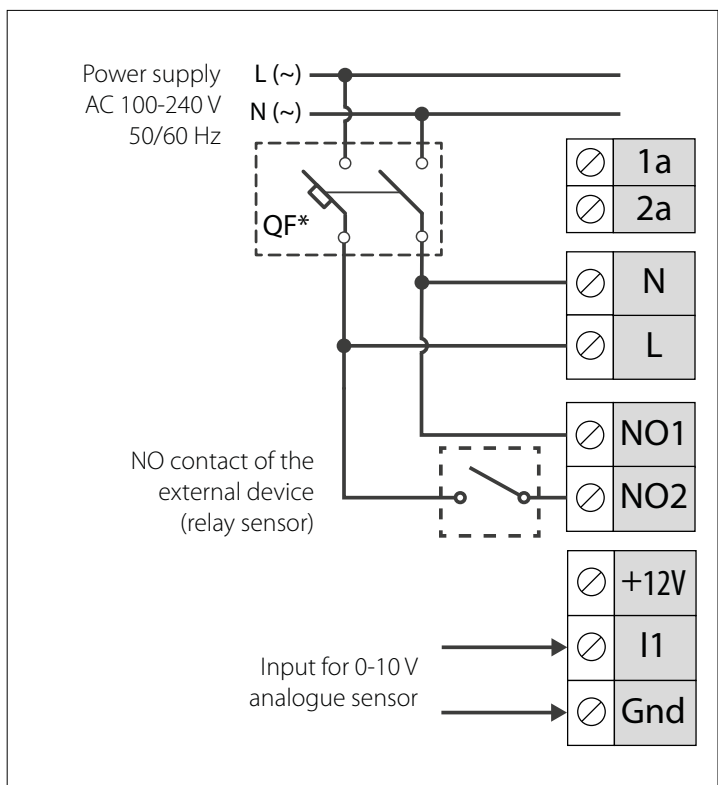 Power supply
AC 100-240 V
50/60 Hz
L (~)
N (~)
QF*
1a
2a
N
L
NO contact of the
external device
(relay sensor)
NO1
NO2
+12V
Input for 0-10 V
analogue sensor
I1
Gnd